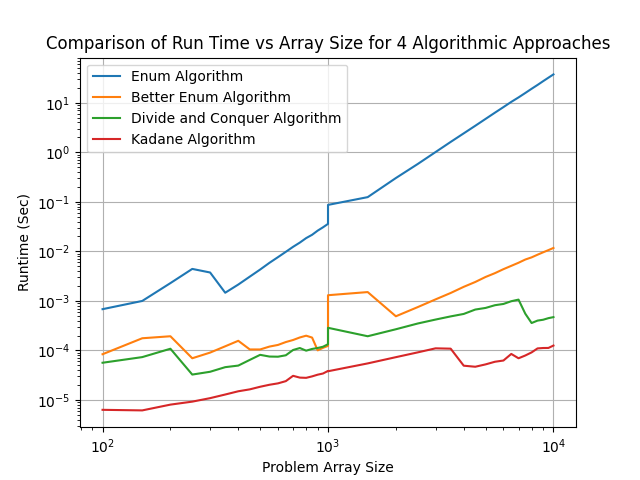 Comparison of Run Time vs Array Size for 4 Algorithmic Approaches
Enum Algorithm
Better Enum Algorithm
Divide and Conquer Algorithm
Kadane Algorithm
Runtime (Sec)
10¹
10⁰
10⁻¹
10⁻²
10⁻³
10⁻⁴
10⁻⁵
10² 10³ 10⁴
Problem Array Size